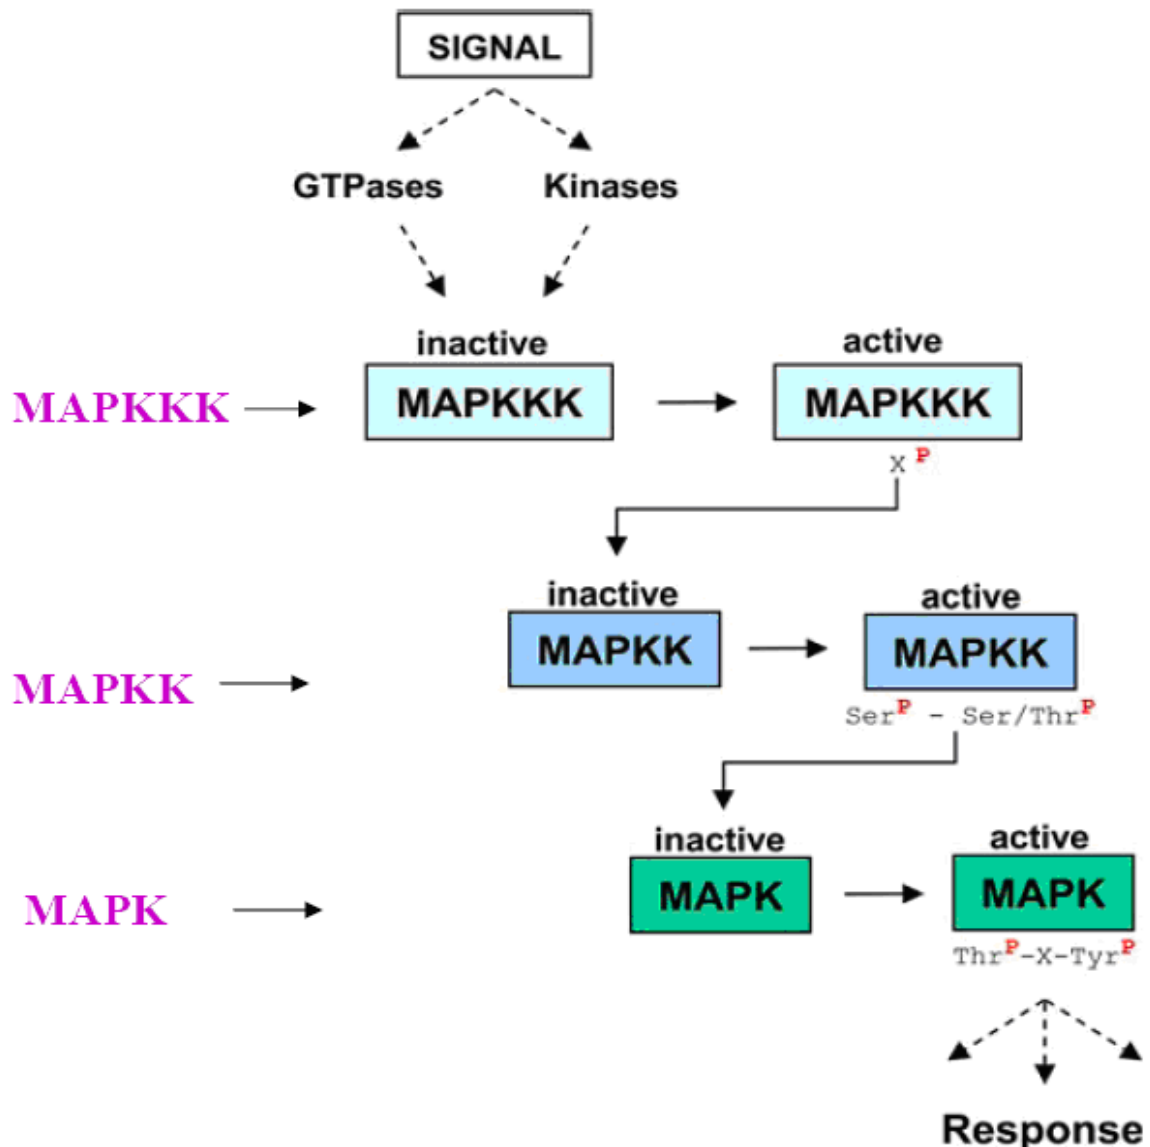 SIGNAL
GTPases Kinases
inactive active
MAPKKK MAPKKK MAPKKK
X P
inactive active
MAPKK MAPKK
MAPKK
SerP - Ser/ThrP
inactive active
MAPK MAPK MAPK
ThrP-X-TyrP
Response